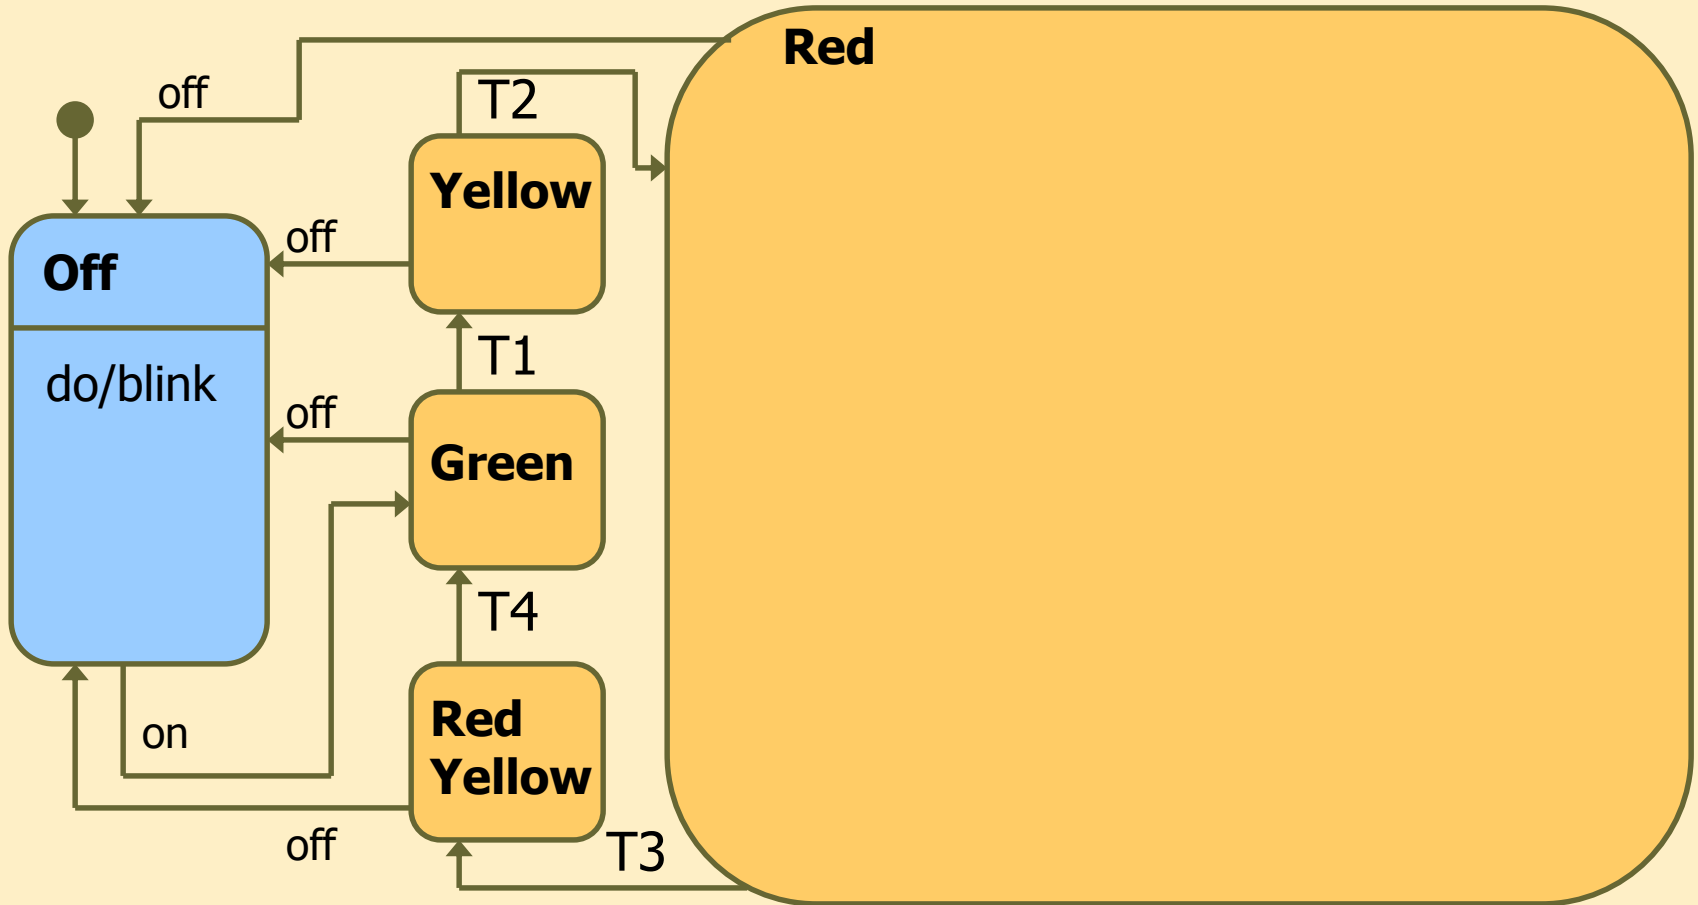 Red
off
T2
Yellow
off
Off
T1
do/blink
off
Green
T4
Red
Yellow
on
off
T3